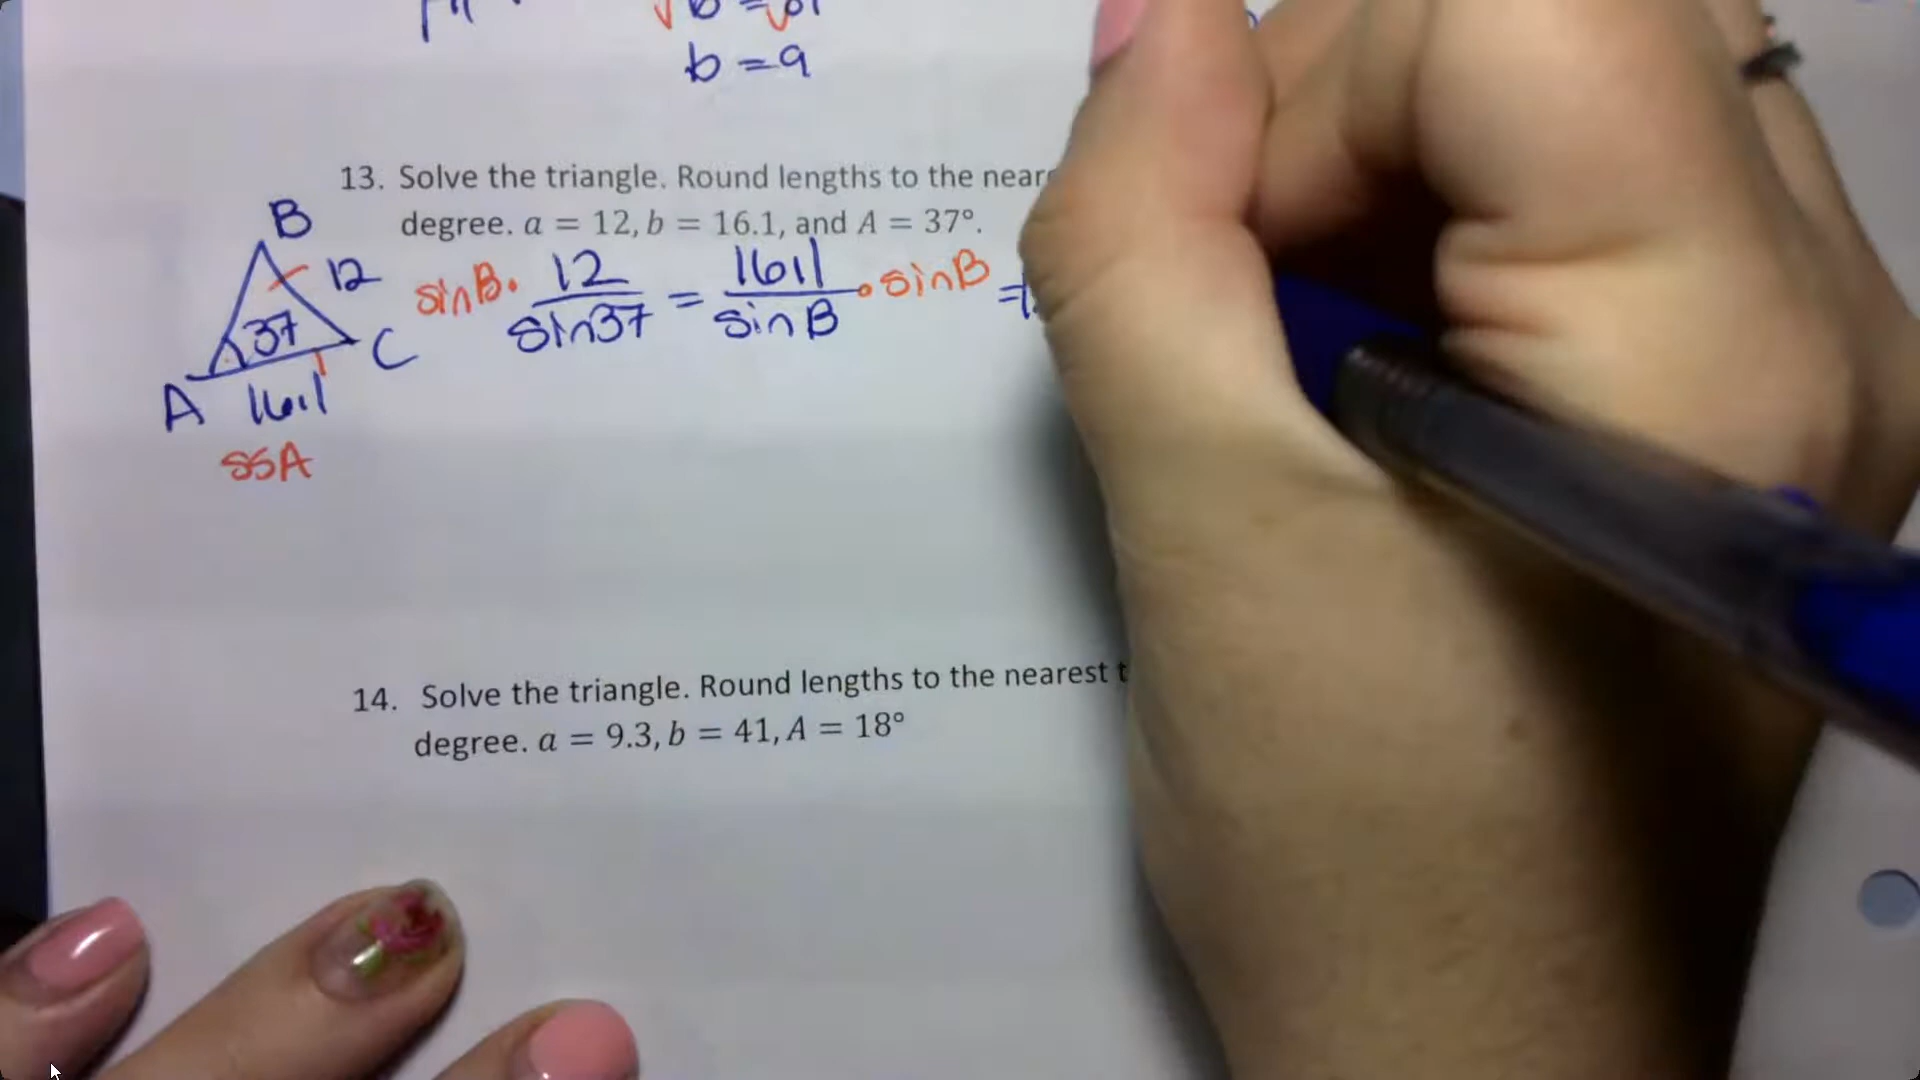 b = 9
13. Solve the triangle. Round lengths to the
degree. a = 12, b = 16.1, and A = 37°.
B
12
37
C
A 16.1
SSA
sinB · 12/sin37 = 16.1/sinB · sinB =
14. Solve the triangle. Round lengths to the nearest
degree. a = 9.3, b = 41, A = 18°